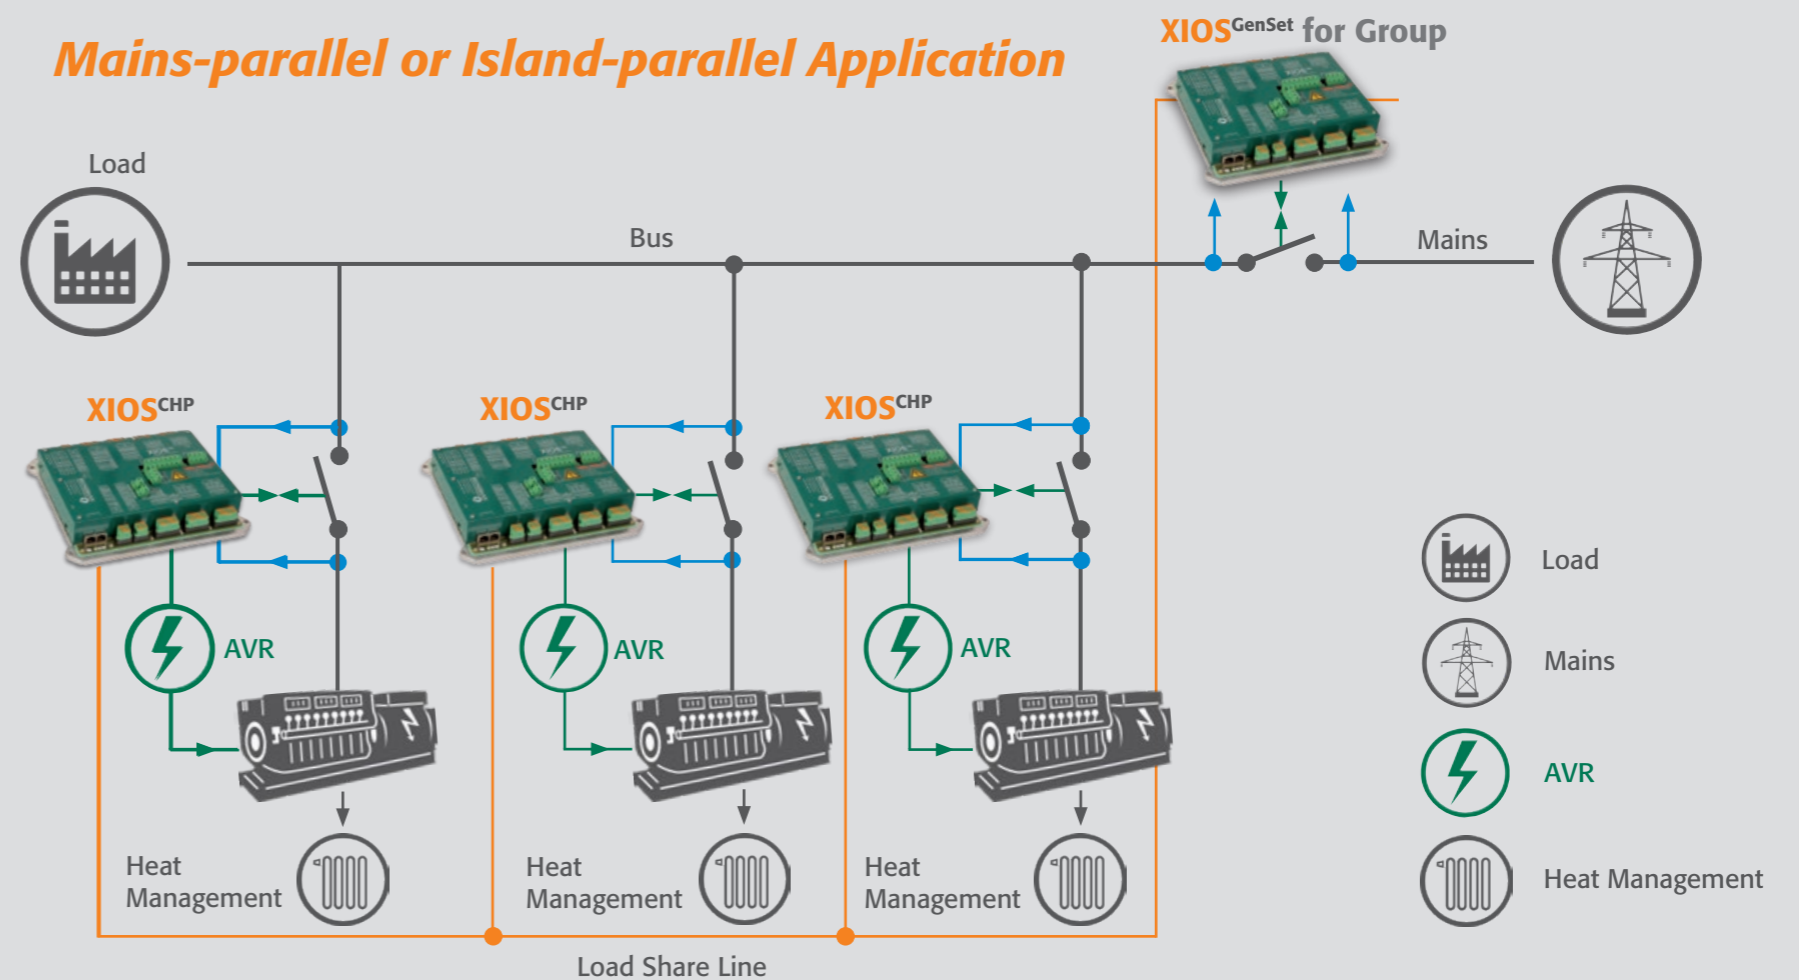 Mains-parallel or Island-parallel Application
XIOSGenSet for Group
Load
Bus
Mains
XIOSCHP
XIOSCHP
XIOSCHP
AVR
AVR
AVR
Load
Mains
AVR
Heat Management
Heat
Management
Heat
Management
Heat
Management
Load Share Line